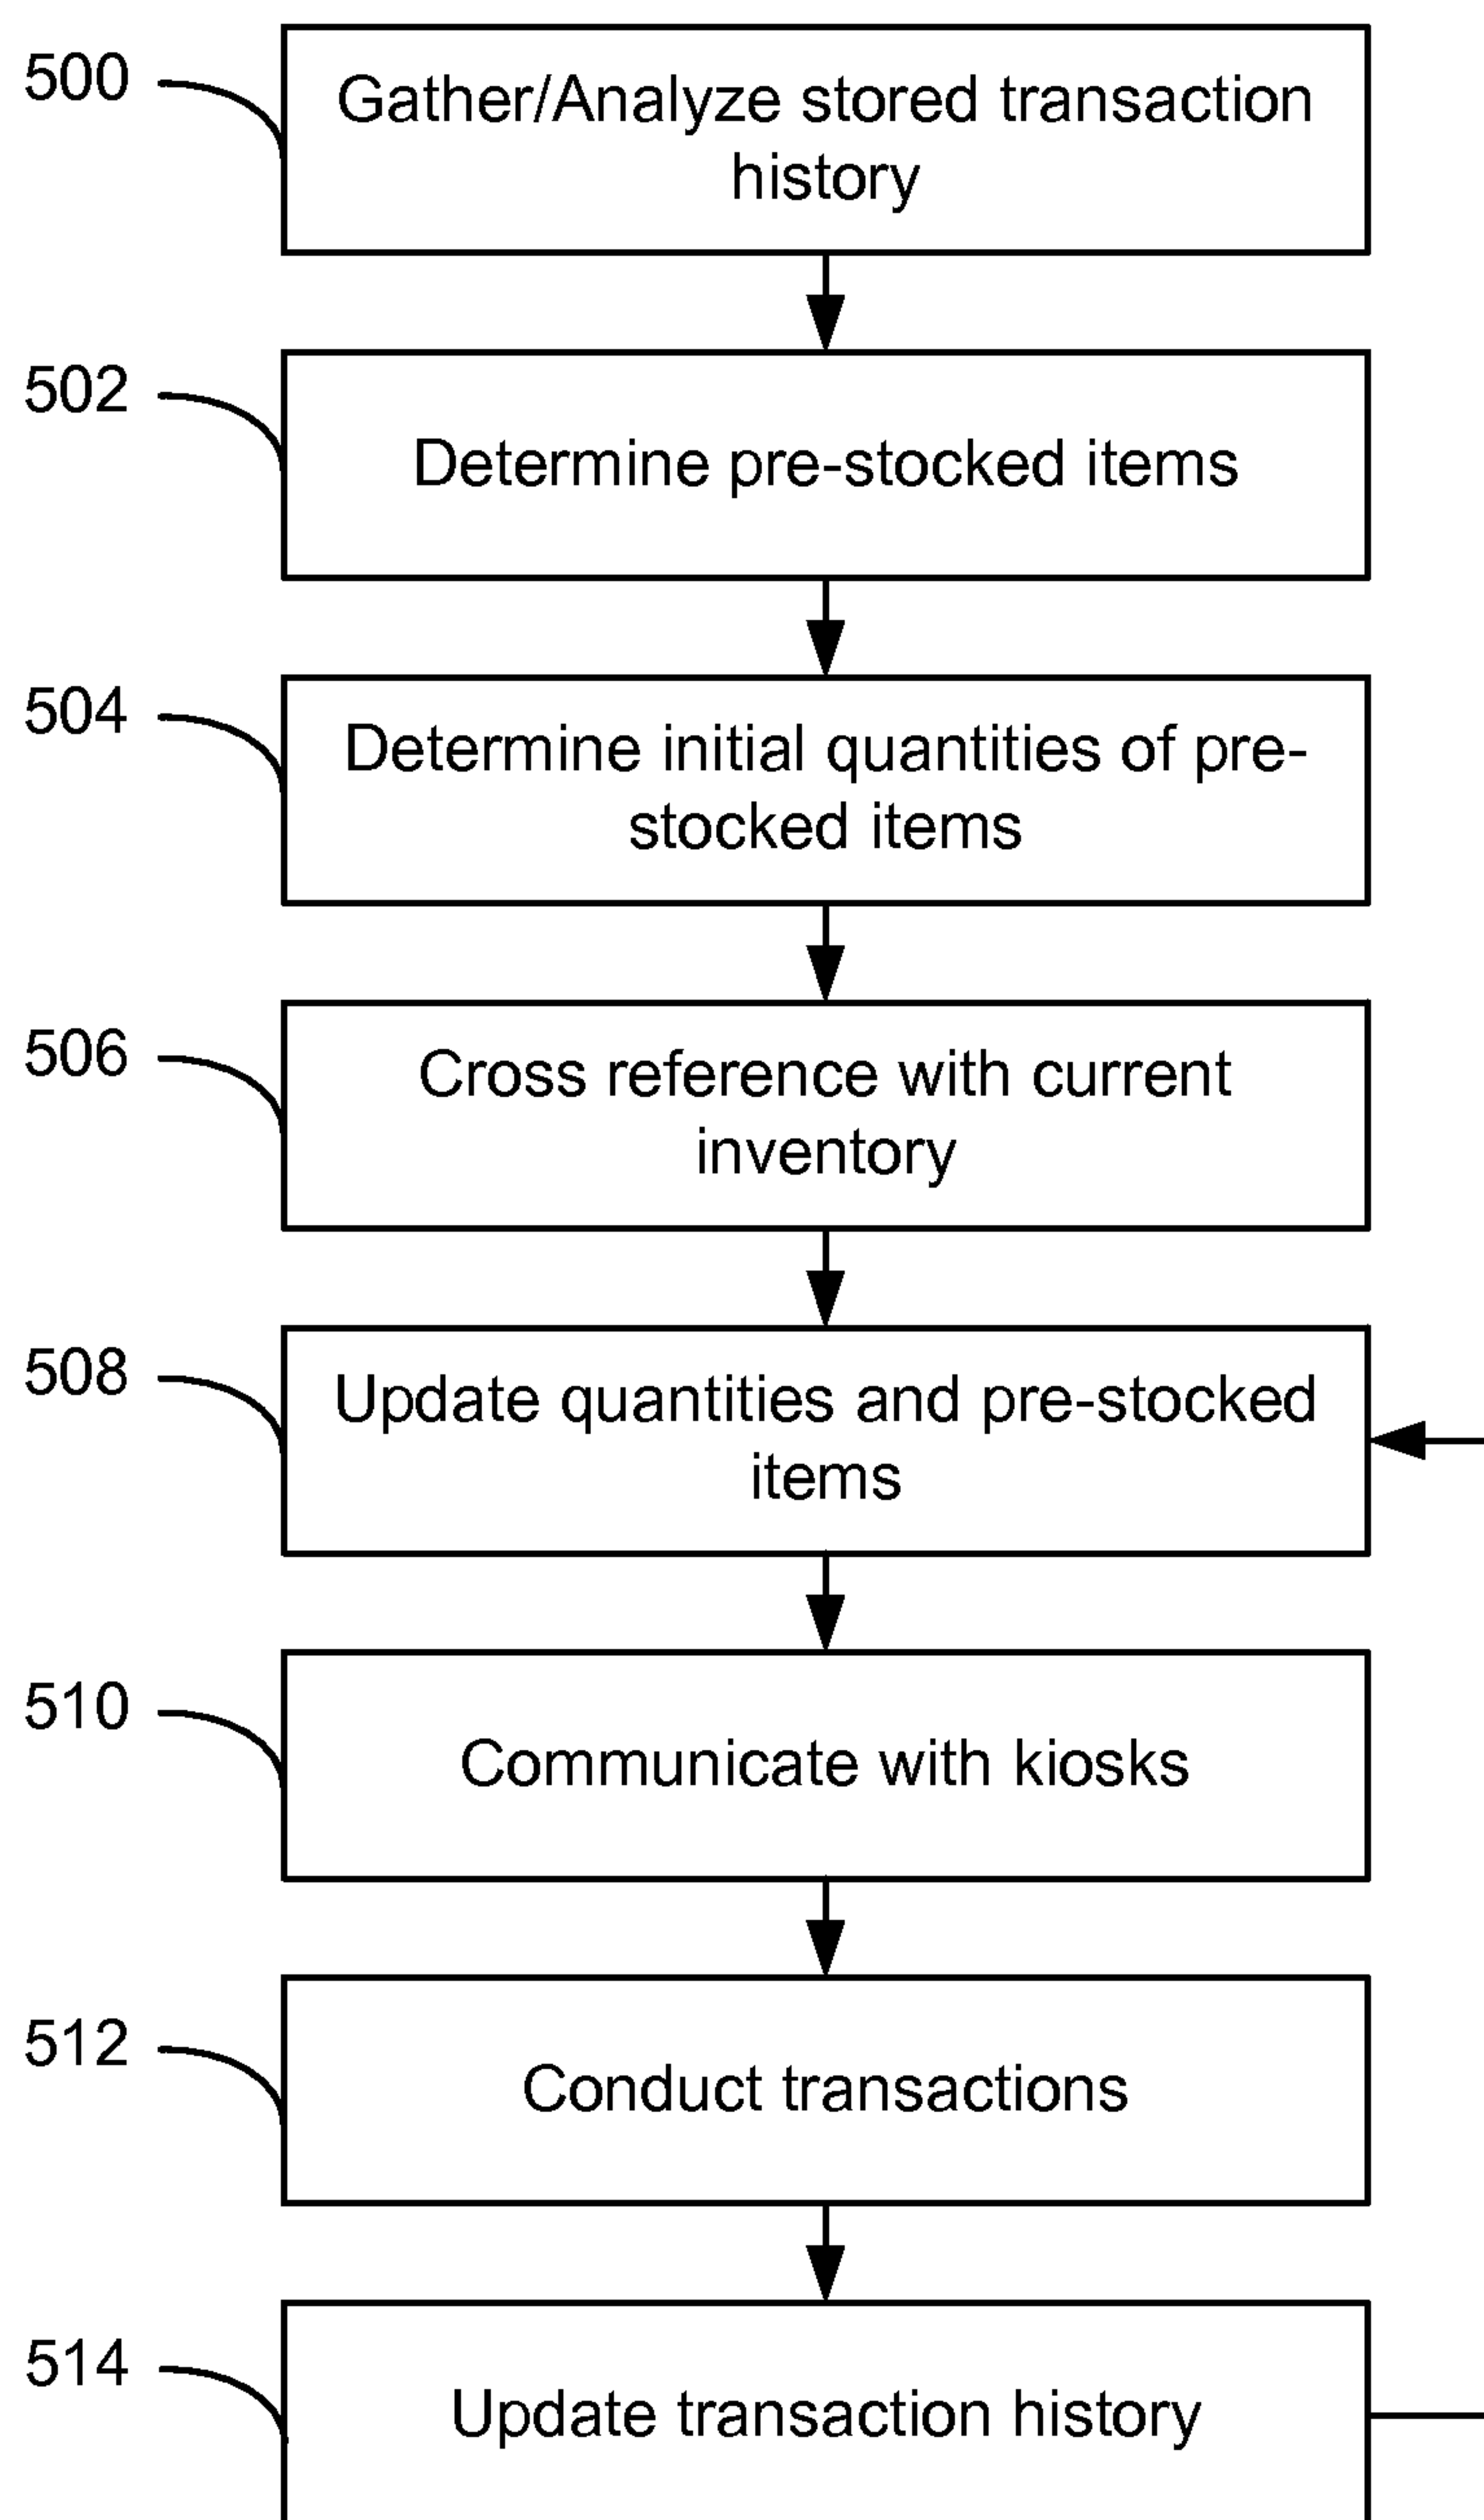 500
Gather/Analyze stored transaction
history
502
Determine pre-stocked items
504
Determine initial quantities of pre-
stocked items
506
Cross reference with current
inventory
508
Update quantities and pre-stocked
items
510
Communicate with kiosks
512
Conduct transactions
514
Update transaction history